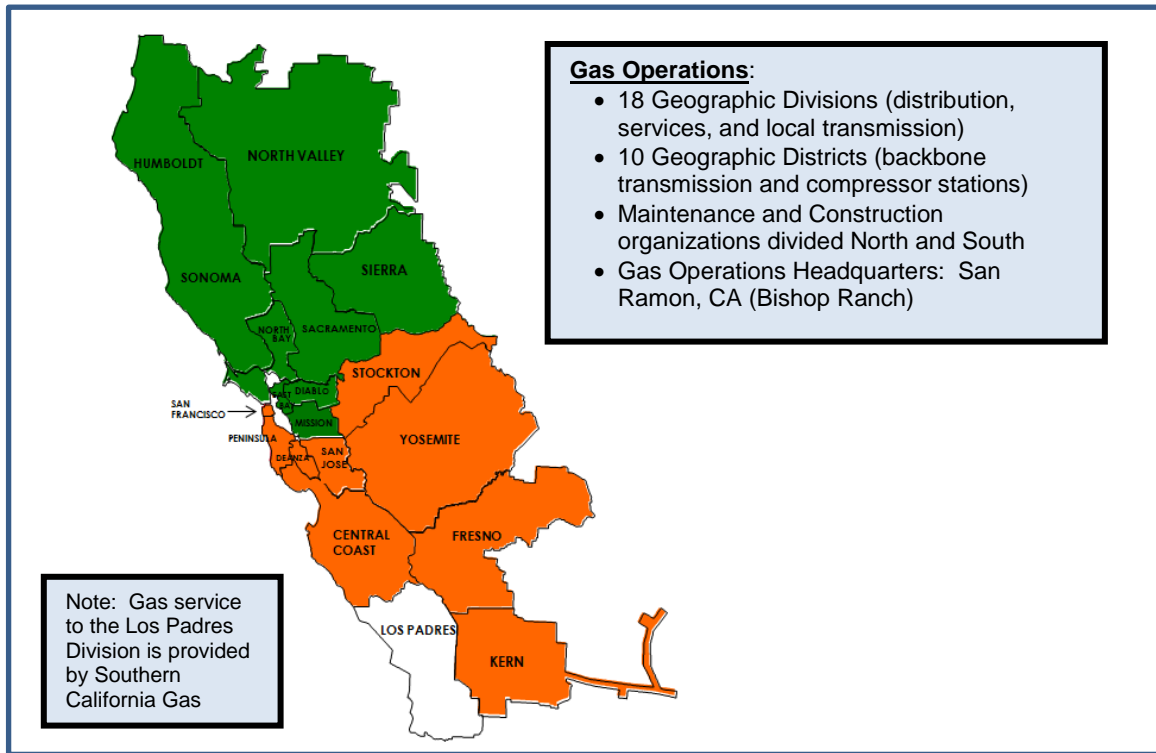 Gas Operations:
• 18 Geographic Divisions (distribution,
services, and local transmission)
• 10 Geographic Districts (backbone
transmission and compressor stations)
• Maintenance and Construction
organizations divided North and South
• Gas Operations Headquarters: San
Ramon, CA (Bishop Ranch)
HUMBOLDT
NORTH VALLEY
SONOMA
SIERRA
NORTH
BAY
SACRAMENTO
STOCKTON
DIABLO
EAST
BAY
SAN
FRANCISCO
MISSION
PENINSULA
YOSEMITE
DEANZA
SAN
JOSE
CENTRAL
COAST
FRESNO
LOS PADRES
KERN
Note: Gas service
to the Los Padres
Division is provided
by Southern
California Gas